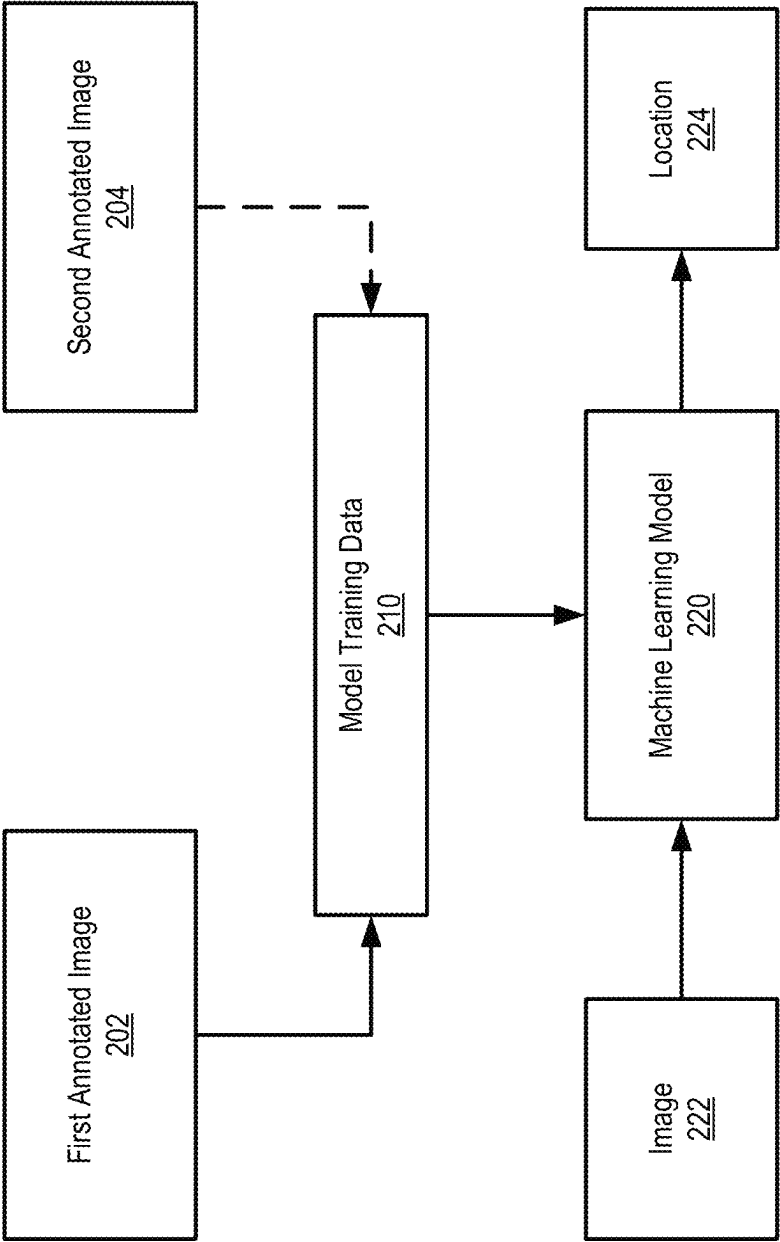 First Annotated Image
202
Second Annotated Image
204
Model Training Data
210
Image
222
Machine Learning Model
220
Location
224